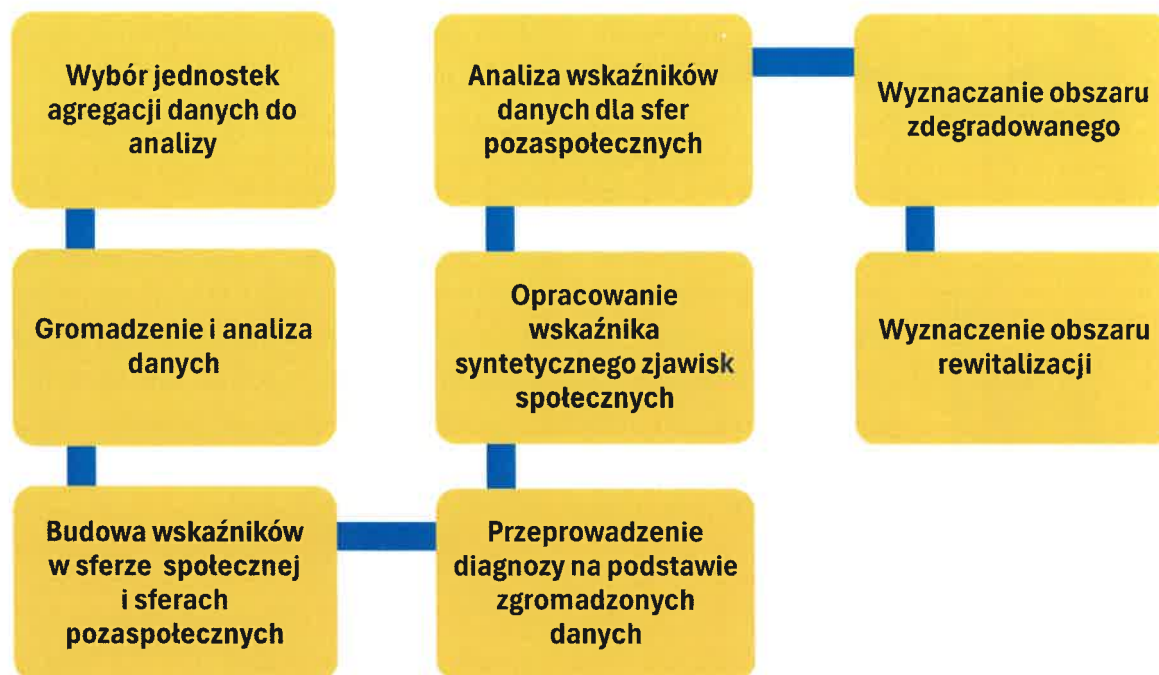 Wybór jednostek
agregacji danych do
analizy
Gromadzenie i analiza
danych
Budowa wskaźników
w sferze społecznej
i sferach
pozaspołecznych
Przeprowadzenie
diagnozy na podstawie
zgromadzonych
danych
Opracowanie
wskaźnika
syntetycznego zjawisk
społecznych
Analiza wskaźników
danych dla sfer
pozaspołecznych
Wyznaczanie obszaru
zdegradowanego
Wyznaczenie obszaru
rewitalizacji